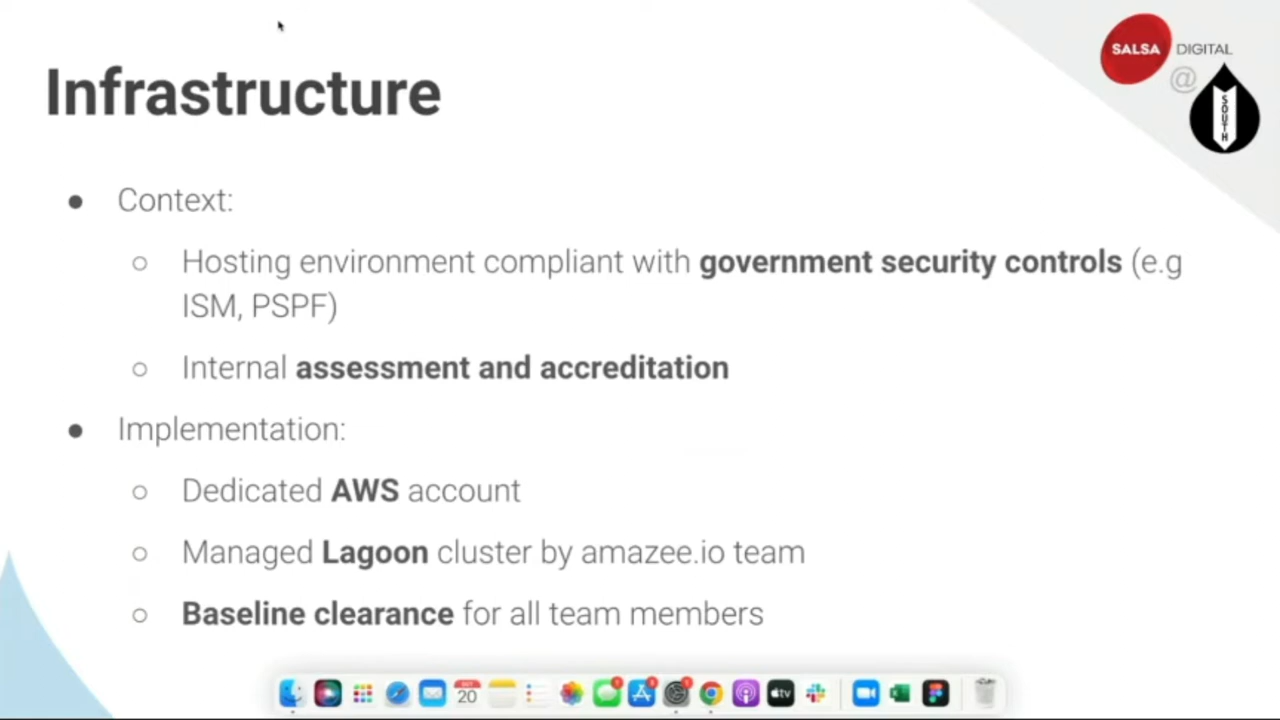 SALSA DIGITAL
@
SOUTH
Infrastructure
● Context:
○ Hosting environment compliant with government security controls (e.g
ISM, PSPF)
○ Internal assessment and accreditation
● Implementation:
○ Dedicated AWS account
○ Managed Lagoon cluster by amazee.io team
○ Baseline clearance for all team members
20
tv